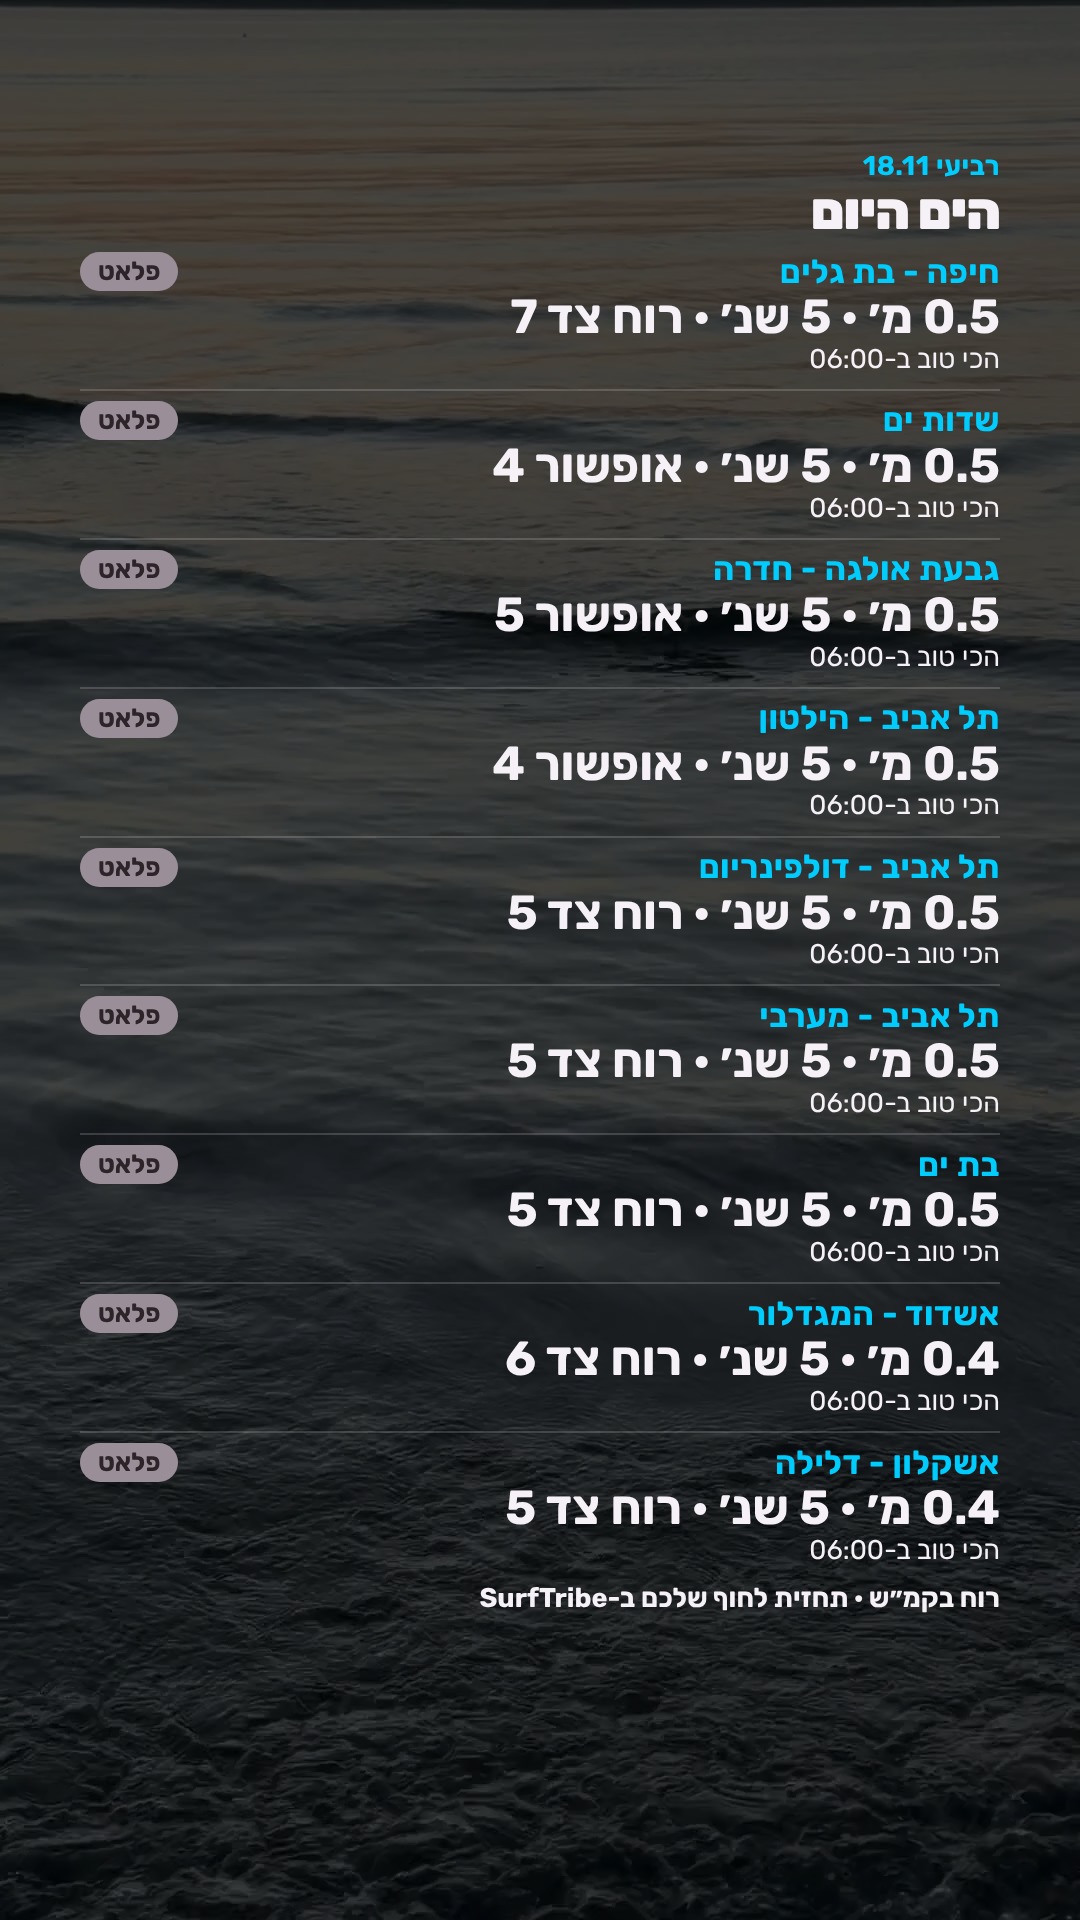 רביעי 18.11
הים היום
חיפה - בת גלים
פלאט
0.5 מ׳ • 5 שנ׳ • רוח צד 7
הכי טוב ב-06:00
שדות ים
פלאט
0.5 מ׳ • 5 שנ׳ • אופשור 4
הכי טוב ב-06:00
גבעת אולגה - חדרה
פלאט
0.5 מ׳ • 5 שנ׳ • אופשור 5
הכי טוב ב-06:00
תל אביב - הילטון
פלאט
0.5 מ׳ • 5 שנ׳ • אופשור 4
הכי טוב ב-06:00
תל אביב - דולפינריום
פלאט
0.5 מ׳ • 5 שנ׳ • רוח צד 5
הכי טוב ב-06:00
תל אביב - מערבי
פלאט
0.5 מ׳ • 5 שנ׳ • רוח צד 5
הכי טוב ב-06:00
בת ים
פלאט
0.5 מ׳ • 5 שנ׳ • רוח צד 5
הכי טוב ב-06:00
אשדוד - המגדלור
פלאט
0.4 מ׳ • 5 שנ׳ • רוח צד 6
הכי טוב ב-06:00
אשקלון - דלילה
פלאט
0.4 מ׳ • 5 שנ׳ • רוח צד 5
הכי טוב ב-06:00
רוח בקמ״ש • תחזית לחוף שלכם ב-SurfTribe